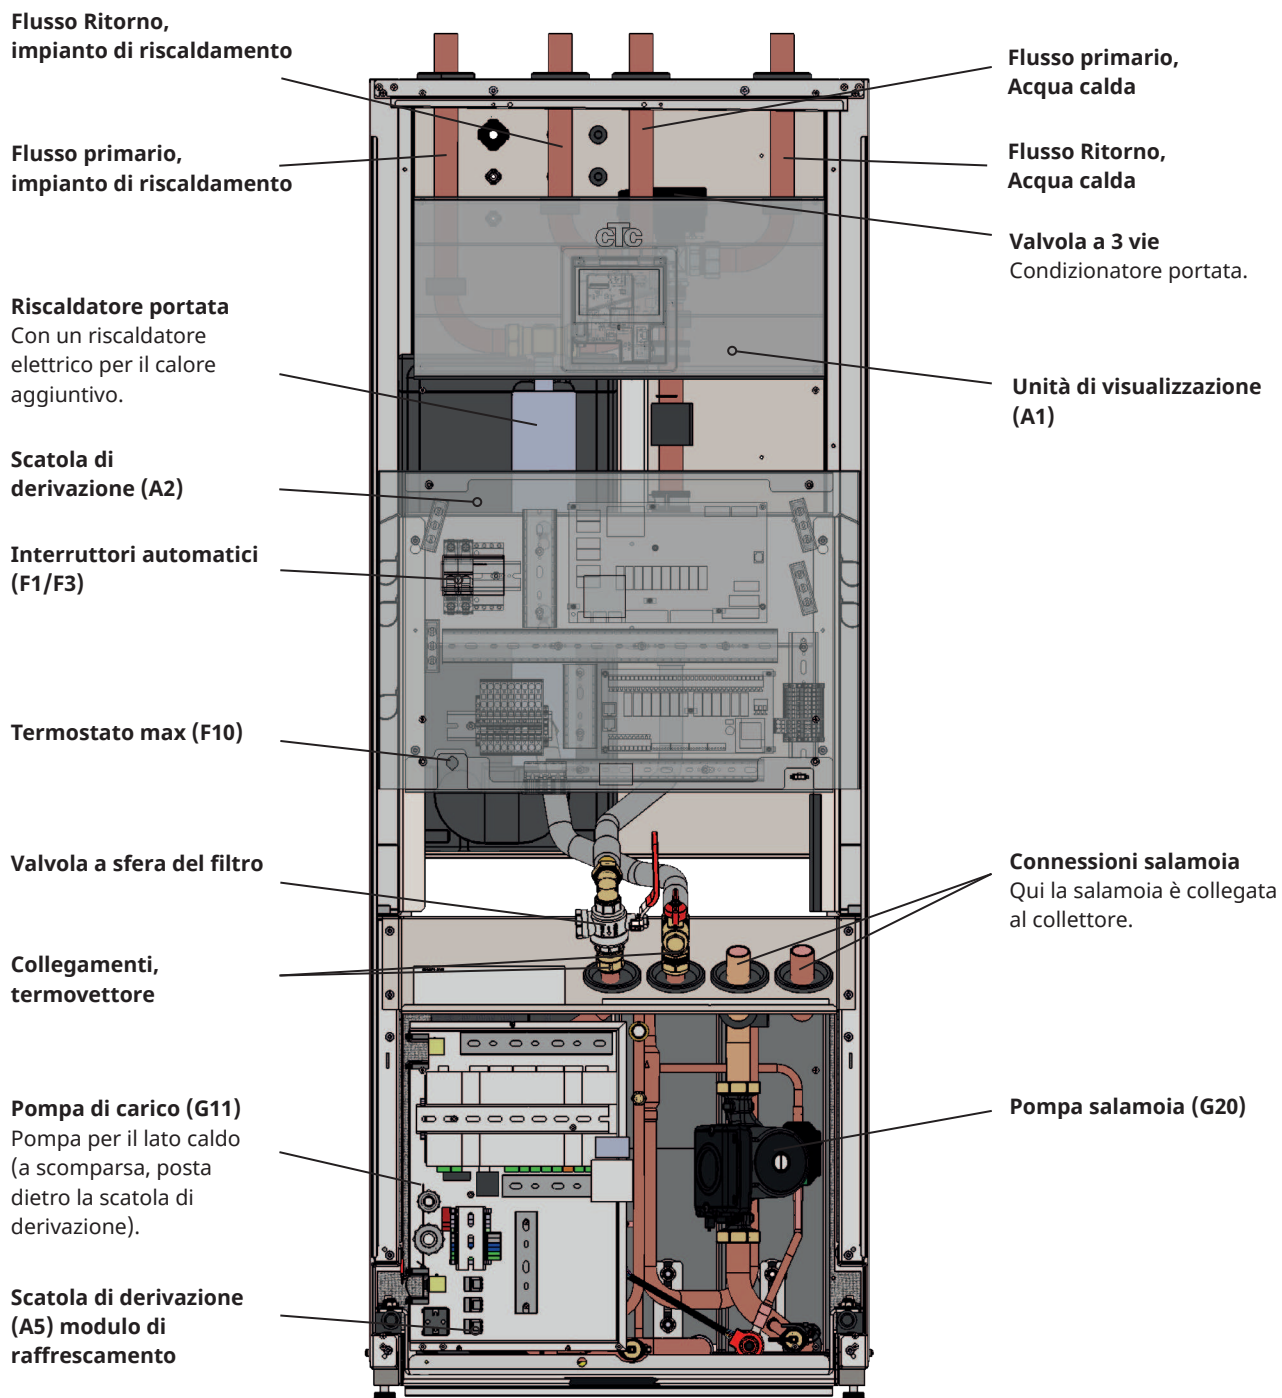 Flusso Ritorno,
impianto di riscaldamento
Flusso primario,
impianto di riscaldamento
Riscaldatore portata
Con un riscaldatore
elettrico per il calore
aggiuntivo.
Scatola di
derivazione (A2)
Interruttori automatici
(F1/F3)
Termostato max (F10)
Valvola a sfera del filtro
Collegamenti,
termovettore
Pompa di carico (G11)
Pompa per il lato caldo
(a scomparsa, posta
dietro la scatola di
derivazione).
Scatola di derivazione
(A5) modulo di
raffrescamento
CTC
Flusso primario,
Acqua calda
Flusso Ritorno,
Acqua calda
Valvola a 3 vie
Condizionatore portata.
Unità di visualizzazione
(A1)
Connessioni salamoia
Qui la salamoia è collegata
al collettore.
Pompa salamoia (G20)